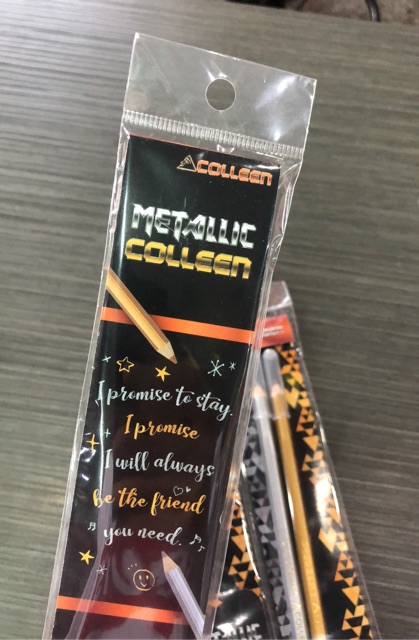 COLLEEN
METALLIC
COLLEEN
I promise to stay.
I promise
I will always
be the friend
you need.